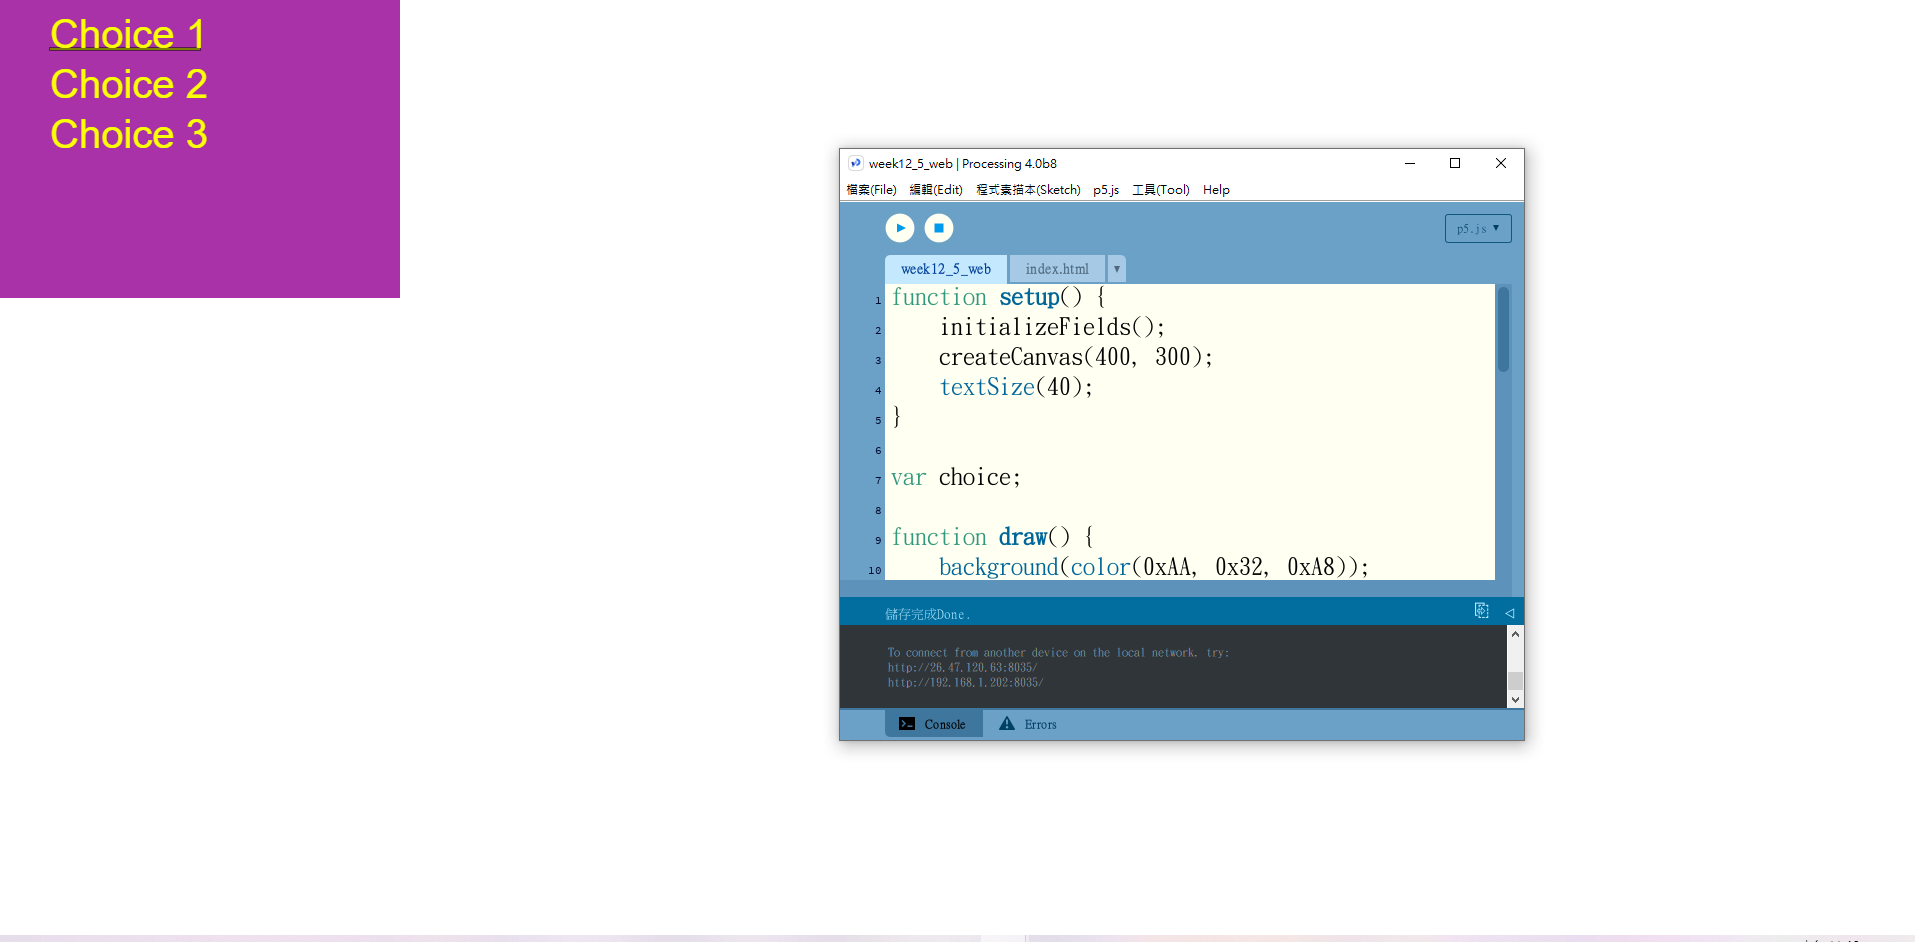 Choice 1
Choice 2
Choice 3
week12_5_web | Processing 4.0b8
檔案(File) 編輯(Edit) 程式素描本(Sketch) p5.js 工具(Tool) Help
p5.js ▼
week12_5_web index.html ▼
1 function setup() {
2 initializeFields();
3 createCanvas(400, 300);
4 textSize(40);
5 }
6
7 var choice;
8
9 function draw() {
10 background(color(0xAA, 0x32, 0xA8));
儲存完成Done.
To connect from another device on the local network, try:
http://26.47.120.63:8035/
http://192.168.1.202:8035/
Console Errors